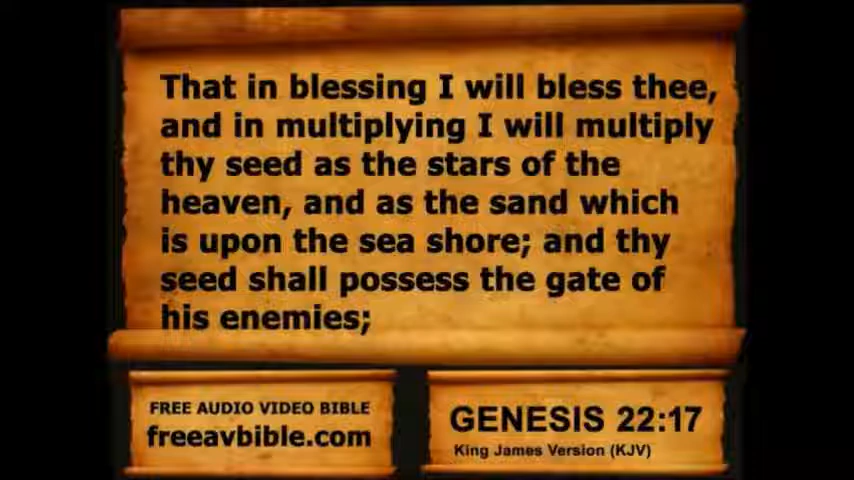 That in blessing I will bless thee,
and in multiplying I will multiply
thy seed as the stars of the
heaven, and as the sand which
is upon the sea shore; and thy
seed shall possess the gate of
his enemies;
FREE AUDIO VIDEO BIBLE
freeavbible.com
GENESIS 22:17
King James Version (KJV)